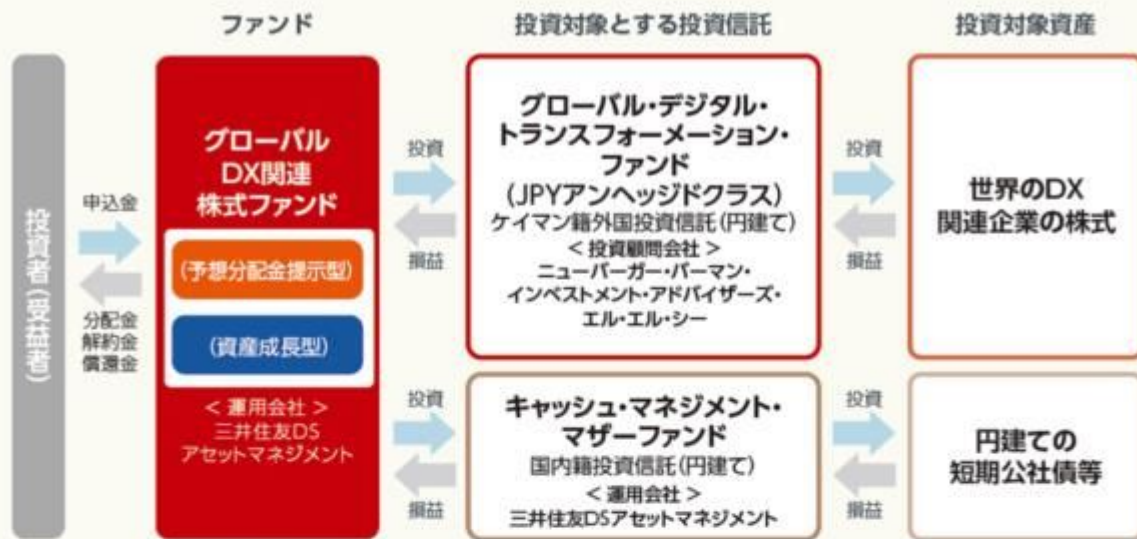 ファンド
投資対象とする投資信託
投資対象資産
投資者(受益者)
申込金
分配金
解約金
償還金
グローバル
DX関連
株式ファンド
(予想分配金提示型)
(資産成長型)
< 運用会社 >
三井住友DS
アセットマネジメント
投資
損益
グローバル・デジタル・
トランスフォーメーション・
ファンド
(JPYアンヘッジドクラス)
ケイマン籍外国投資信託(円建て)
< 投資顧問会社 >
ニューバーガー・バーマン・
インベストメント・アドバイザーズ・
エル・エル・シー
投資
損益
世界のDX
関連企業の株式
投資
損益
キャッシュ・マネジメント・
マザーファンド
国内籍投資信託(円建て)
< 運用会社 >
三井住友DSアセットマネジメント
投資
損益
円建ての
短期公社債等